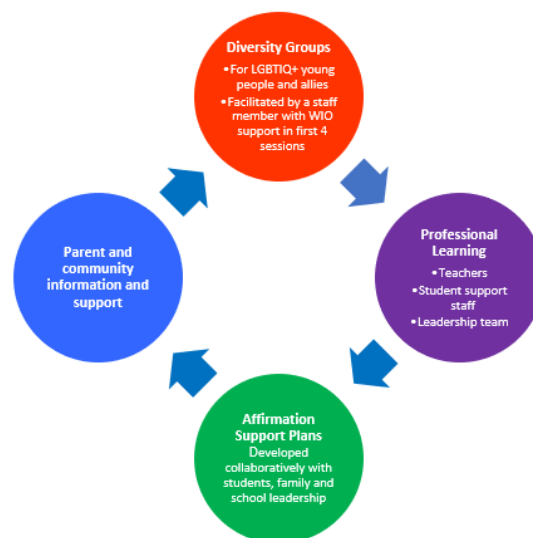 Diversity Groups
•For LGBTIQ+ young
people and allies
•Facilitated by a staff
member with WIO
support in first 4
sessions
Professional
Learning
•Teachers
•Student support
staff
•Leadership team
Affirmation
Support Plans
Developed
collaboratively with
students, family and
school leadership
Parent and
community
information and
support